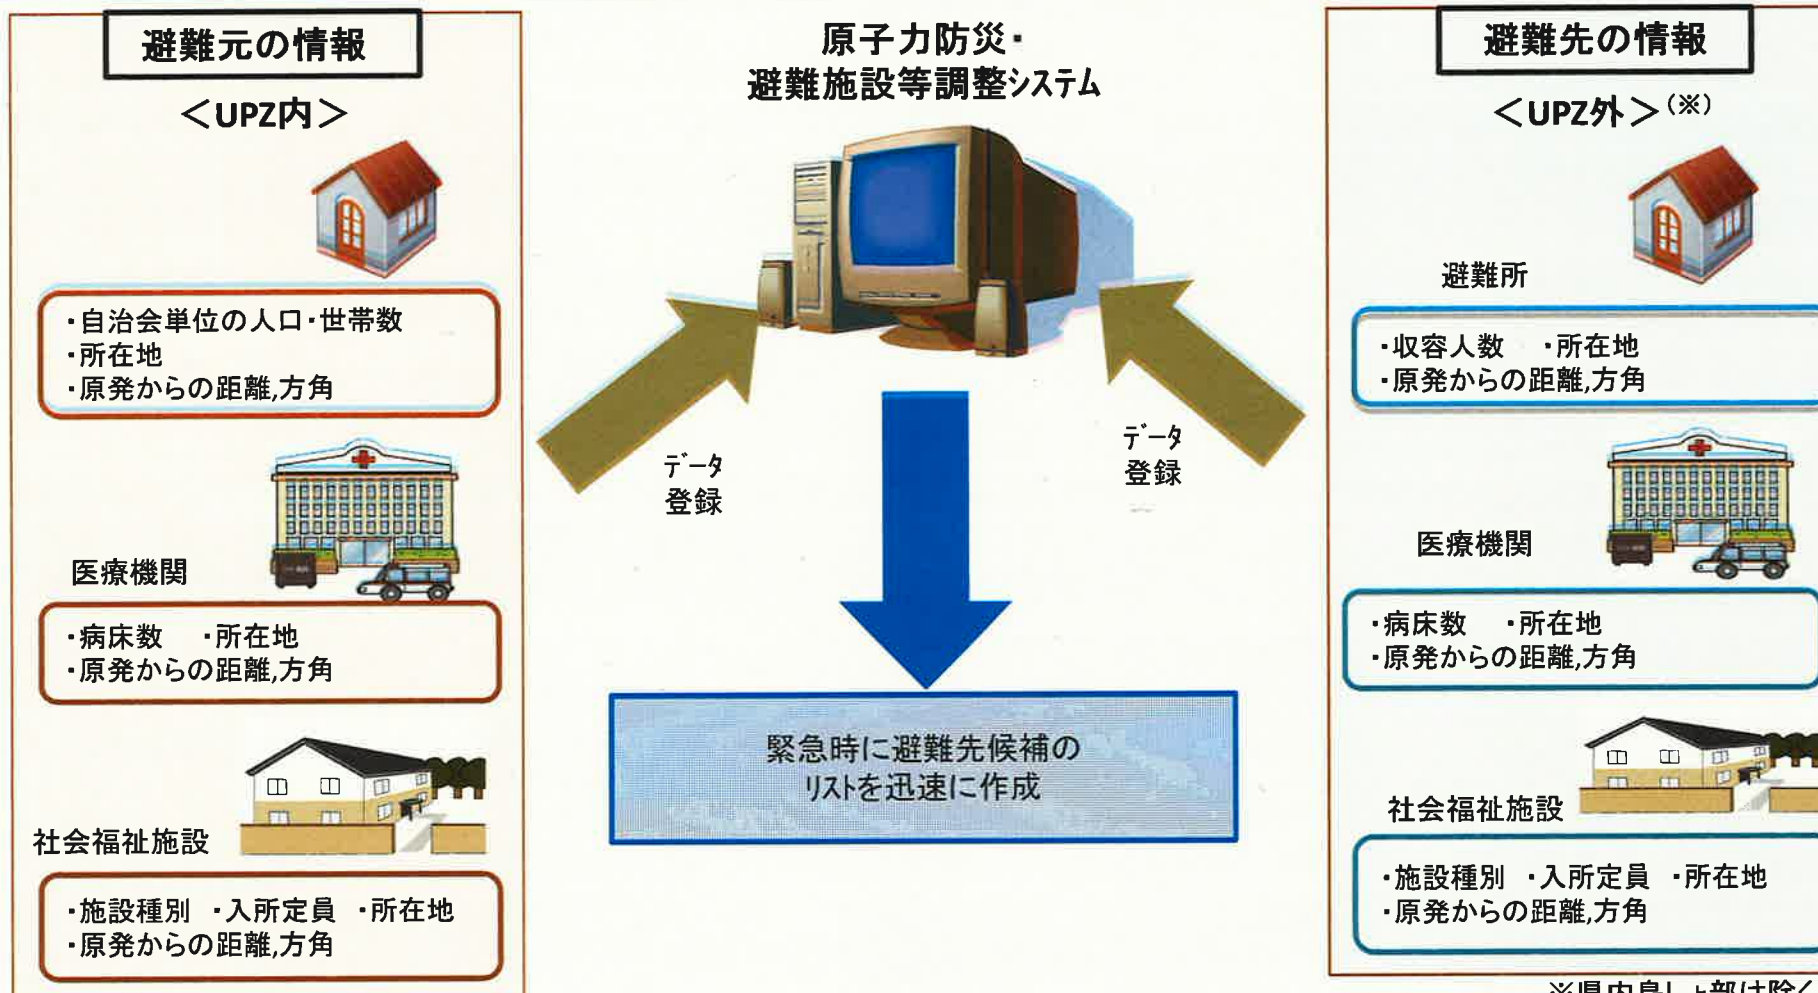 避難元の情報
<UPZ内>
・自治会単位の人口・世帯数
・所在地
・原発からの距離,方角
医療機関
・病床数 ・所在地
・原発からの距離,方角
社会福祉施設
・施設種別 ・入所定員 ・所在地
・原発からの距離,方角
原子力防災・
避難施設等調整システム
データ
登録
データ
登録
緊急時に避難先候補の
リストを迅速に作成
避難先の情報
<UPZ外>(※)
避難所
・収容人数 ・所在地
・原発からの距離,方角
医療機関
・病床数 ・所在地
・原発からの距離,方角
社会福祉施設
・施設種別 ・入所定員 ・所在地
・原発からの距離,方角
※県内島しょ部は除く